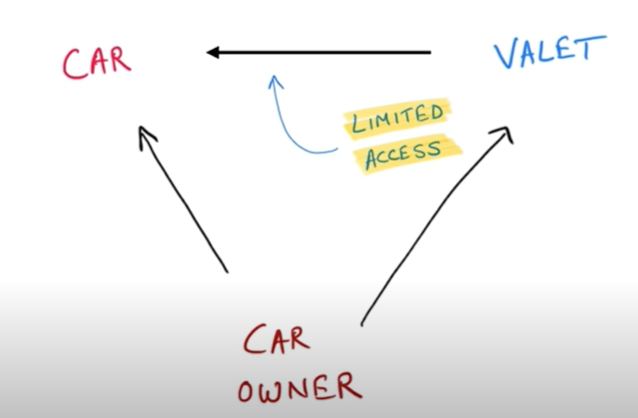 CAR
VALET
LIMITED
ACCESS
CAR
OWNER